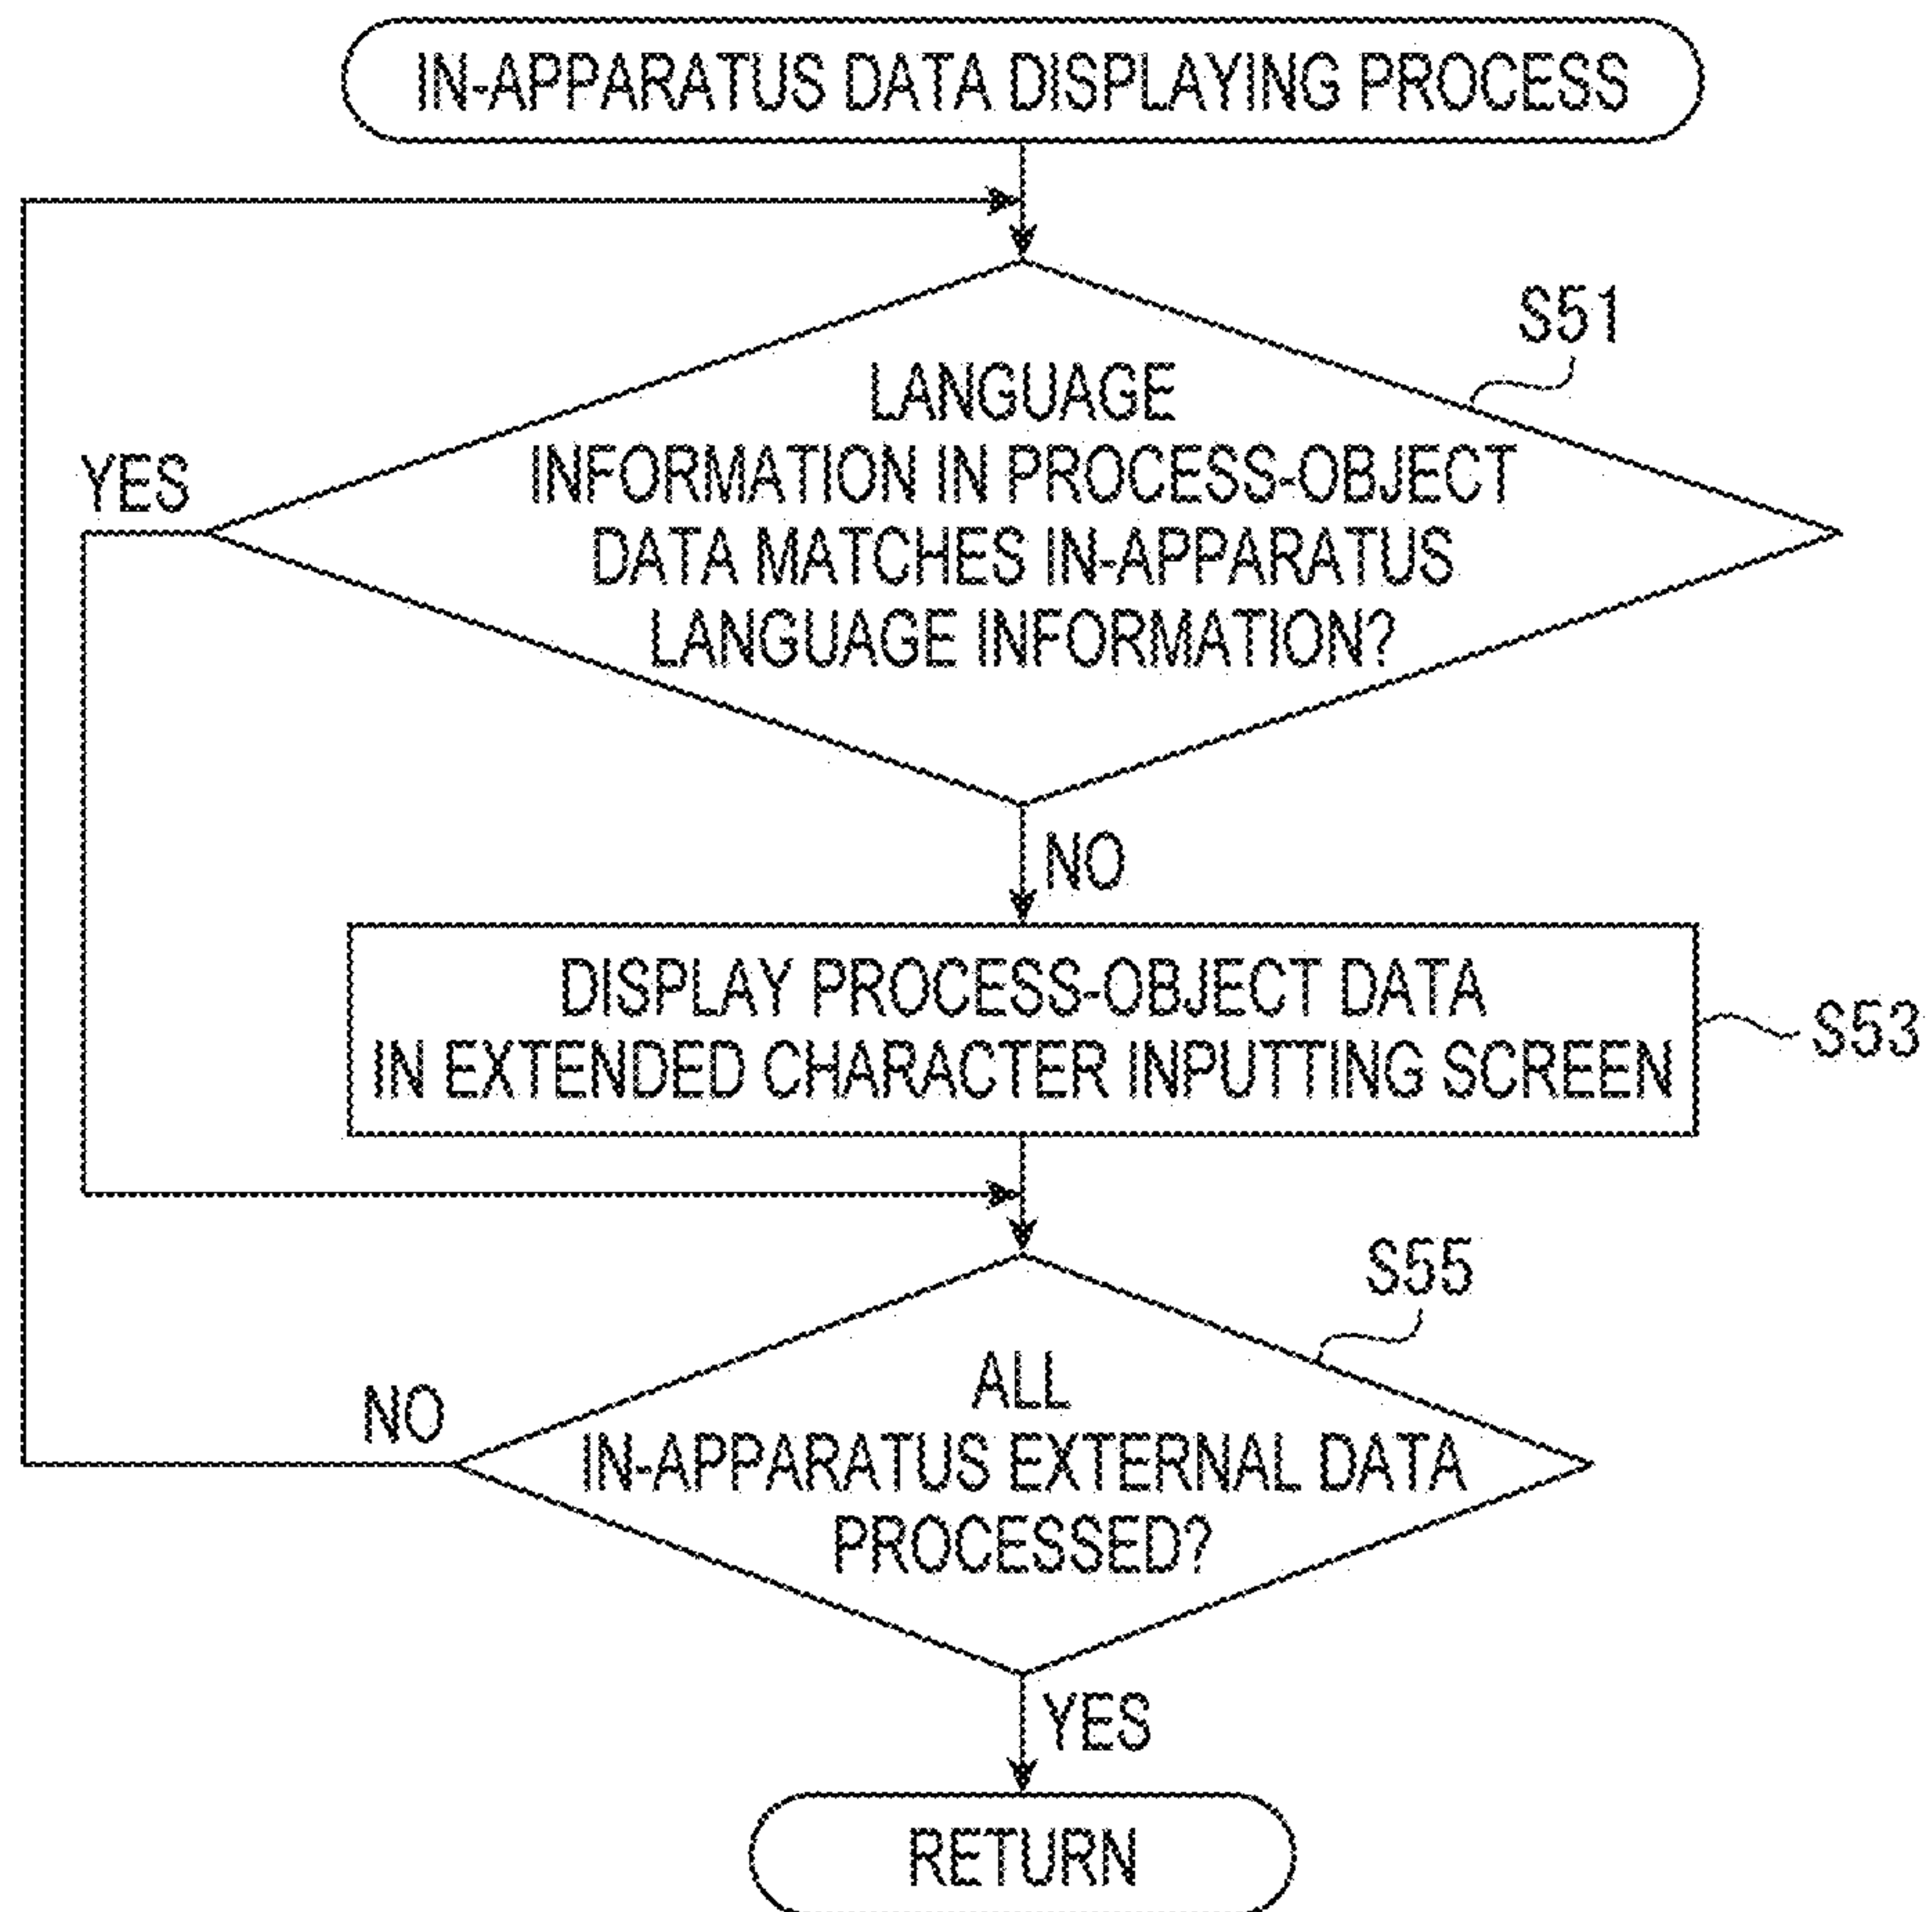 IN-APPARATUS DATA DISPLAYING PROCESS
S51
LANGUAGE
INFORMATION IN PROCESS-OBJECT
DATA MATCHES IN-APPARATUS
LANGUAGE INFORMATION?
YES
NO
DISPLAY PROCESS-OBJECT DATA
IN EXTENDED CHARACTER INPUTTING SCREEN
S53
S55
ALL
IN-APPARATUS EXTERNAL DATA
PROCESSED?
NO
YES
RETURN